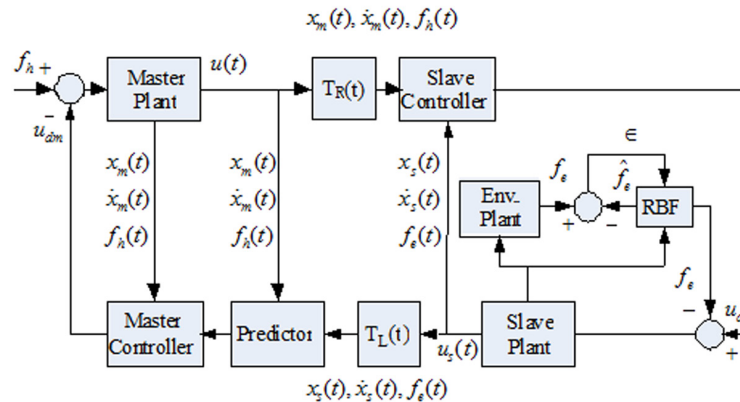 x_m(t), ẋ_m(t), f_h(t)
f_h +
Master
Plant
u(t)
T_R(t)
Slave
Controller
−
u_dm
x_m(t)
ẋ_m(t)
f_h(t)
x_m(t)
ẋ_m(t)
f_h(t)
x_s(t)
ẋ_s(t)
f_e(t)
∈
f_e
f̂_e
Env.
Plant
+
−
RBF
f_e
Master
Controller
Predictor
T_L(t)
u_s(t)
Slave
Plant
−
+
x_s(t), ẋ_s(t), f_e(t)